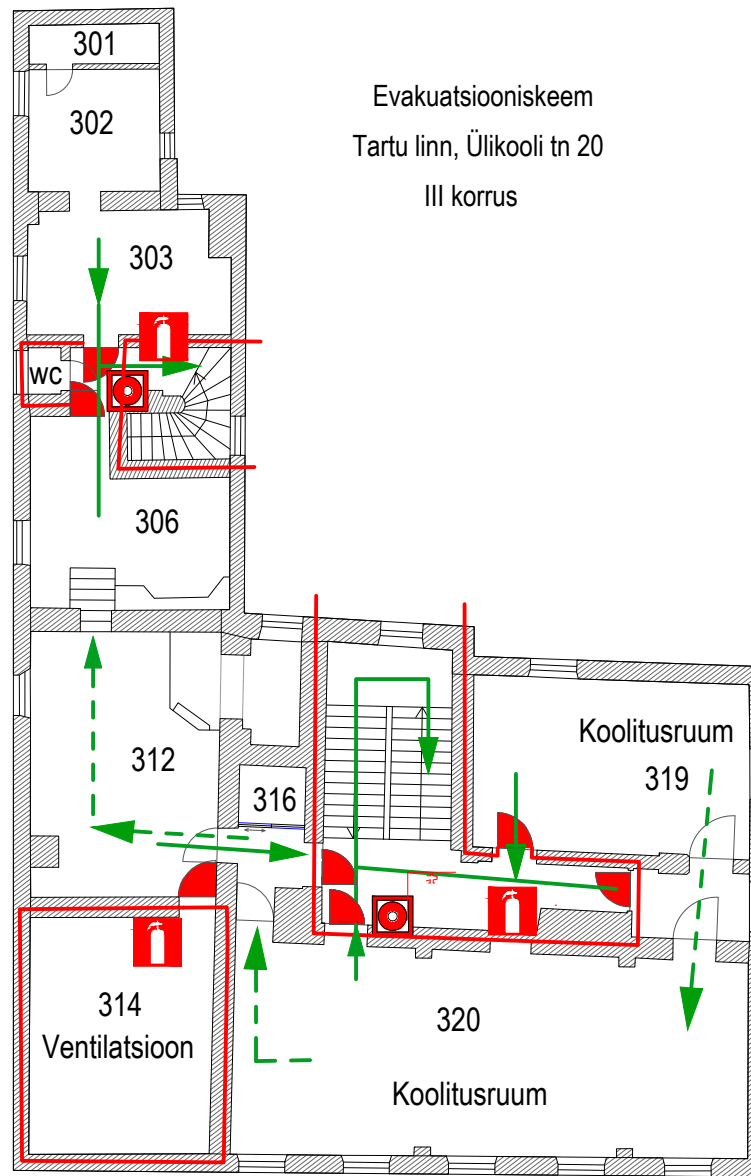 301
Evakuatsiooniskeem
302
Tartu linn, Ülikooli tn 20
III korrus
303
WC
306
Koolitusruum
312
319
316
314
320
Ventilatsioon
Koolitusruum